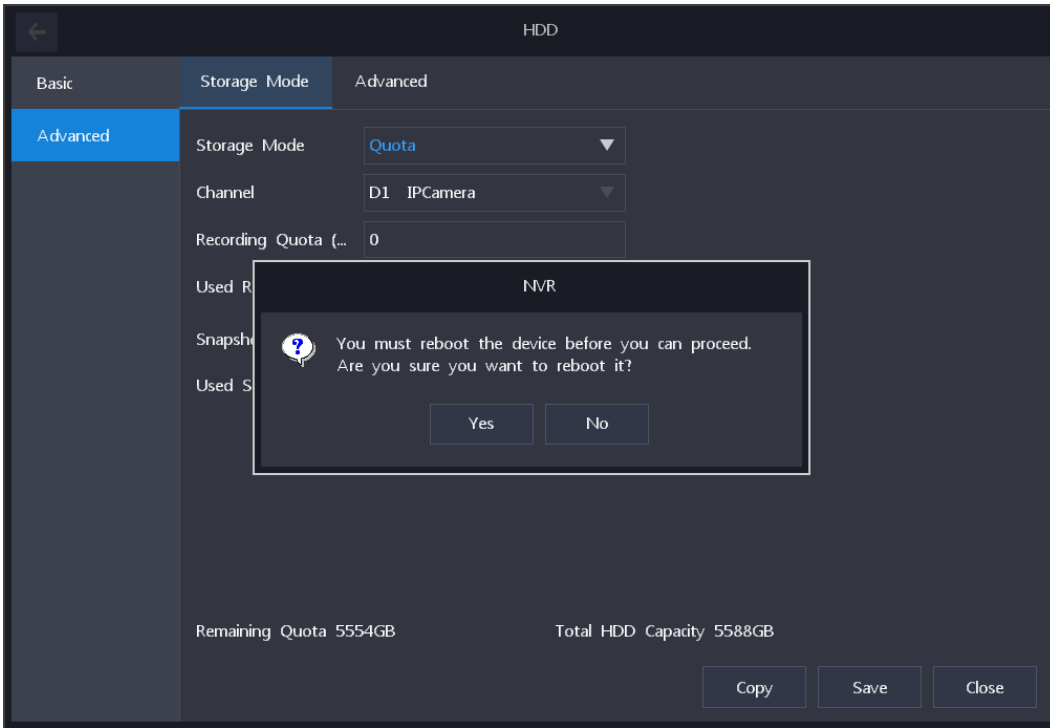 HDD
Basic
Advanced
Storage Mode
Advanced
Storage Mode
Quota
Channel
D1 IPCamera
Recording Quota (...
0
Used R
Snapsh
Used S
NVR
?
You must reboot the device before you can proceed.
Are you sure you want to reboot it?
Yes
No
Remaining Quota 5554GB
Total HDD Capacity 5588GB
Copy
Save
Close